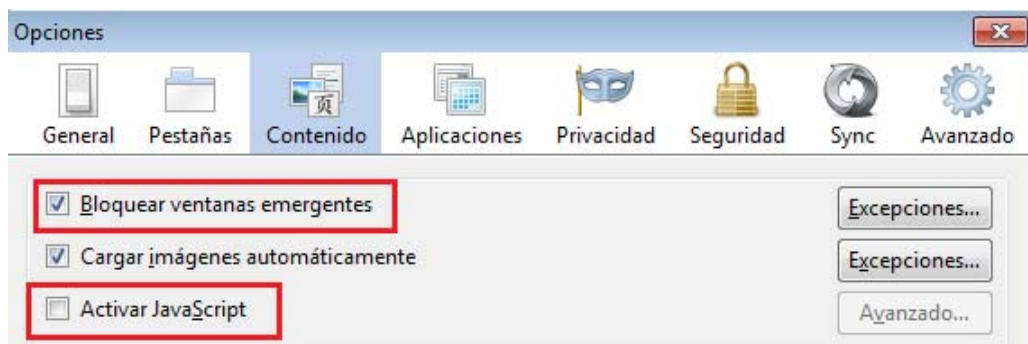 Opciones
页
General Pestañas Contenido Aplicaciones Privacidad Seguridad Sync Avanzado
Bloquear ventanas emergentes Excepciones...
Cargar imágenes automáticamente Excepciones...
Activar JavaScript Avanzado...